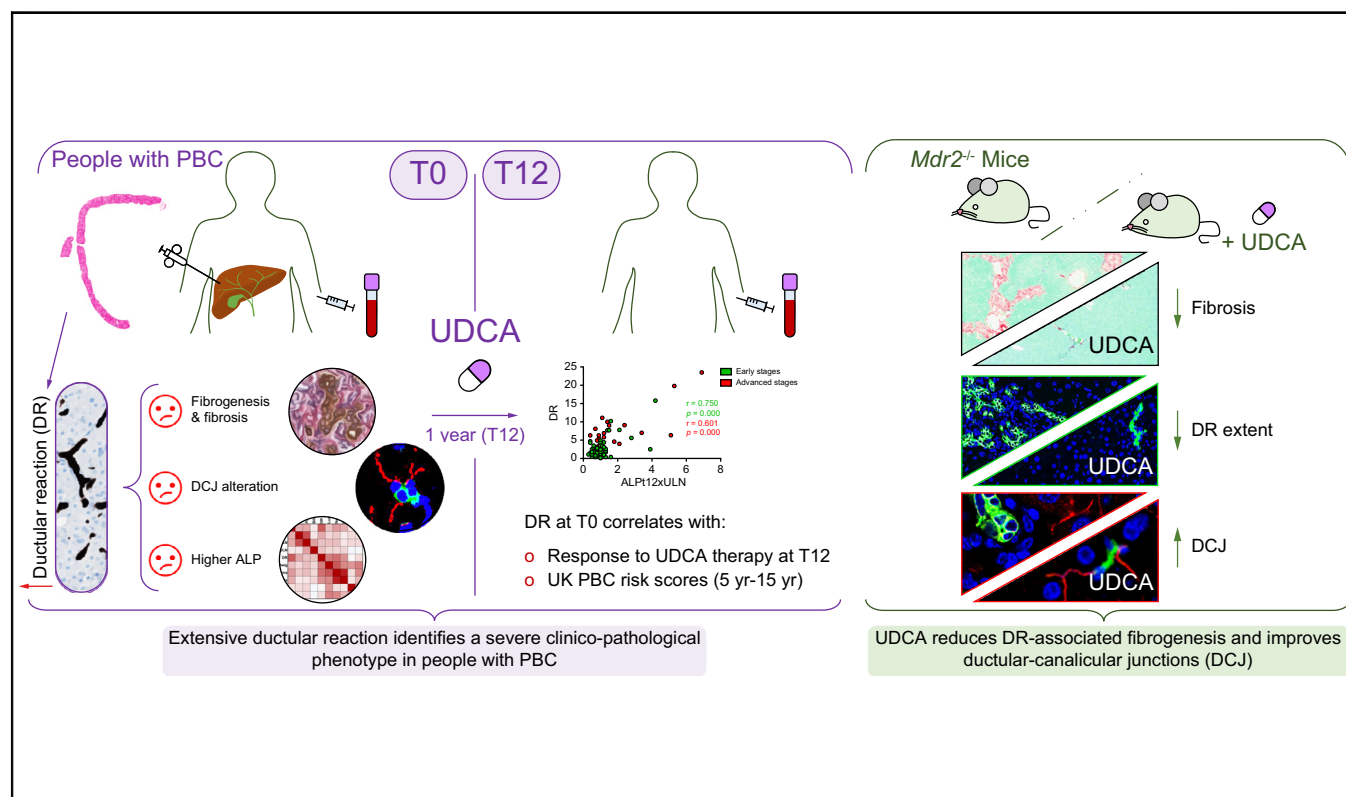 People with PBC
T0
T12
UDCA
1 year (T12)
Ductular reaction (DR)
Fibrogenesis
& fibrosis
DCJ alteration
Higher ALP
25
20
15
10
5
0
DR
0
2
4
6
8
ALPt12xULN
Early stages
Advanced stages
r = 0.750
p = 0.000
r = 0.601
p = 0.000
DR at T0 correlates with:
o Response to UDCA therapy at T12
o UK PBC risk scores (5 yr-15 yr)
Extensive ductular reaction identifies a severe clinico-pathological
phenotype in people with PBC
Mdr2-/- Mice
+ UDCA
UDCA
Fibrosis
UDCA
DR extent
UDCA
DCJ
UDCA reduces DR-associated fibrogenesis and improves
ductular-canalicular junctions (DCJ)